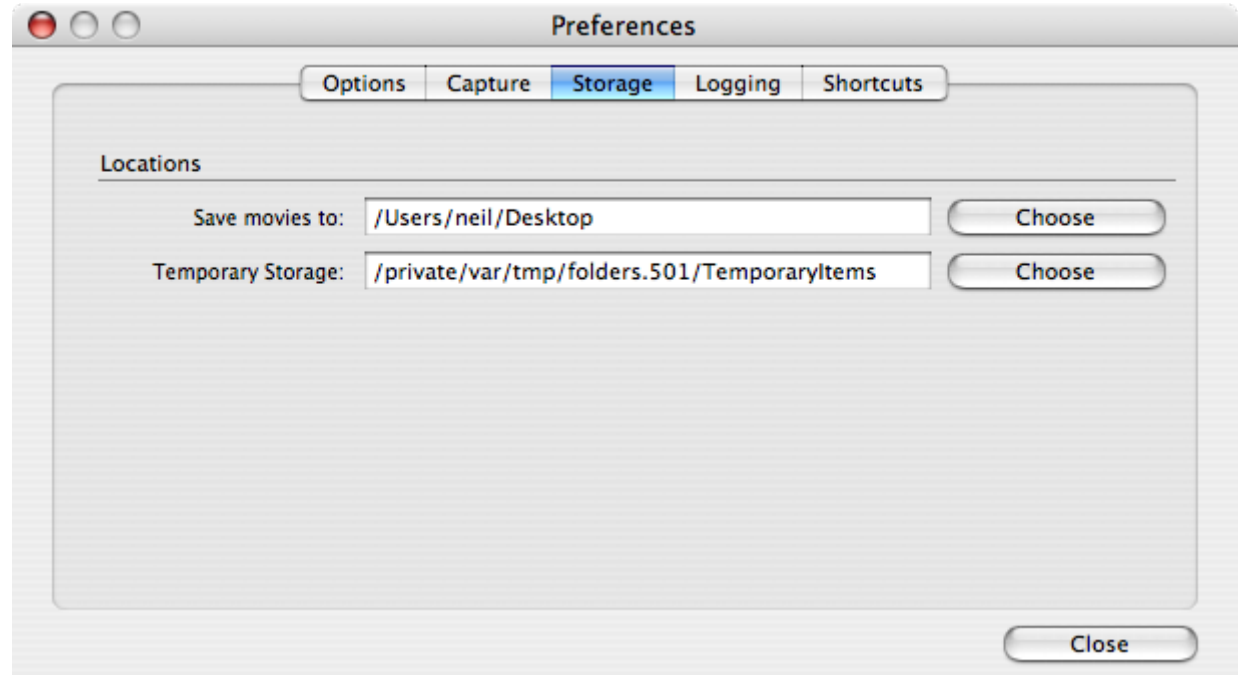 Preferences
Options Capture Storage Logging Shortcuts
Locations
Save movies to: /Users/neil/Desktop Choose
Temporary Storage: /private/var/tmp/folders.501/TemporaryItems Choose
Close